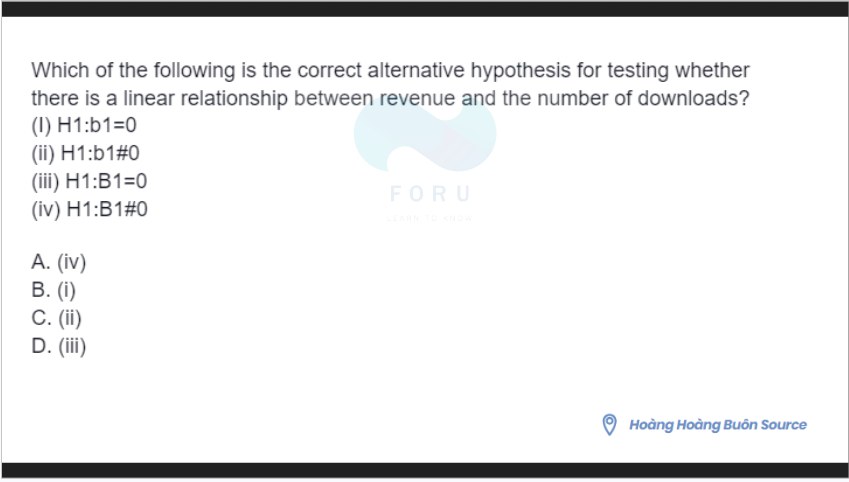 Which of the following is the correct alternative hypothesis for testing whether
there is a linear relationship between revenue and the number of downloads?
(I) H1:b1=0
(ii) H1:b1#0
(iii) H1:B1=0
(iv) H1:B1#0
FORU
A. (iv)
B. (i)
C. (ii)
D. (iii)
Hoàng Hoàng Buôn Source